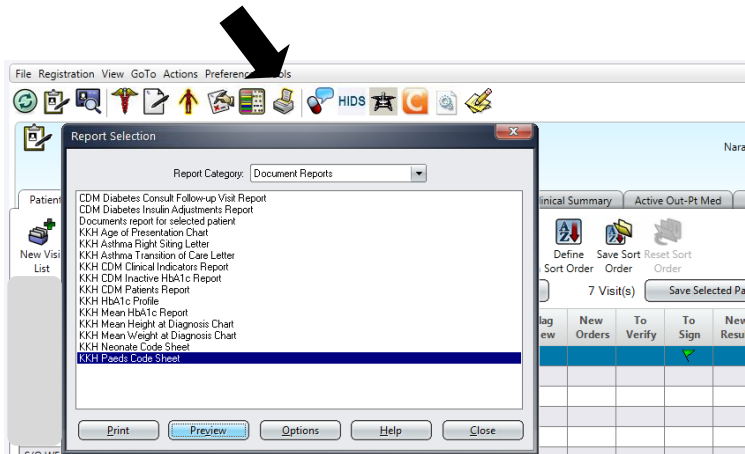 File Registration View GoTo Actions Preferenc ols
HIDS
C
Report Selection
X
Nara
Report Category: Document Reports
Patient
linical Summary
Active Out-Pt Med
CDM Diabetes Consult Follow-up Visit Report
CDM Diabetes Insulin Adjustments Report
Documents report for selected patient
KKH Age of Presentation Chart
KKH Asthma Right Siting Letter
KKH Asthma Transition of Care Letter
KKH CDM Clinical Indicators Report
KKH CDM Inactive HbA1c Report
KKH CDM Patients Report
KKH HbA1c Profile
KKH Mean HbA1c Report
KKH Mean Height at Diagnosis Chart
KKH Mean Weight at Diagnosis Chart
KKH Neonate Code Sheet
KKH Paeds Code Sheet
New Visi
List
A
Z
A
Z
Define Save Sort Reset Sort
Sort Order Order Order
7 Visit(s)
Save Selected Pa
lag New To To New
ew Orders Verify Sign Resu
Print
Preview
Options
Help
Close